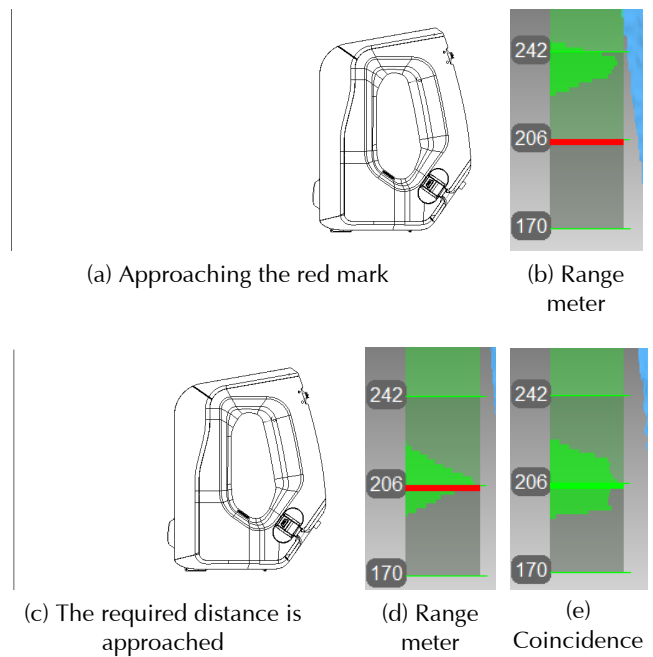 242
206
170
(a) Approaching the red mark
(b) Range
meter
242
206
170
242
206
170
(c) The required distance is
approached
(d) Range
meter
(e)
Coincidence